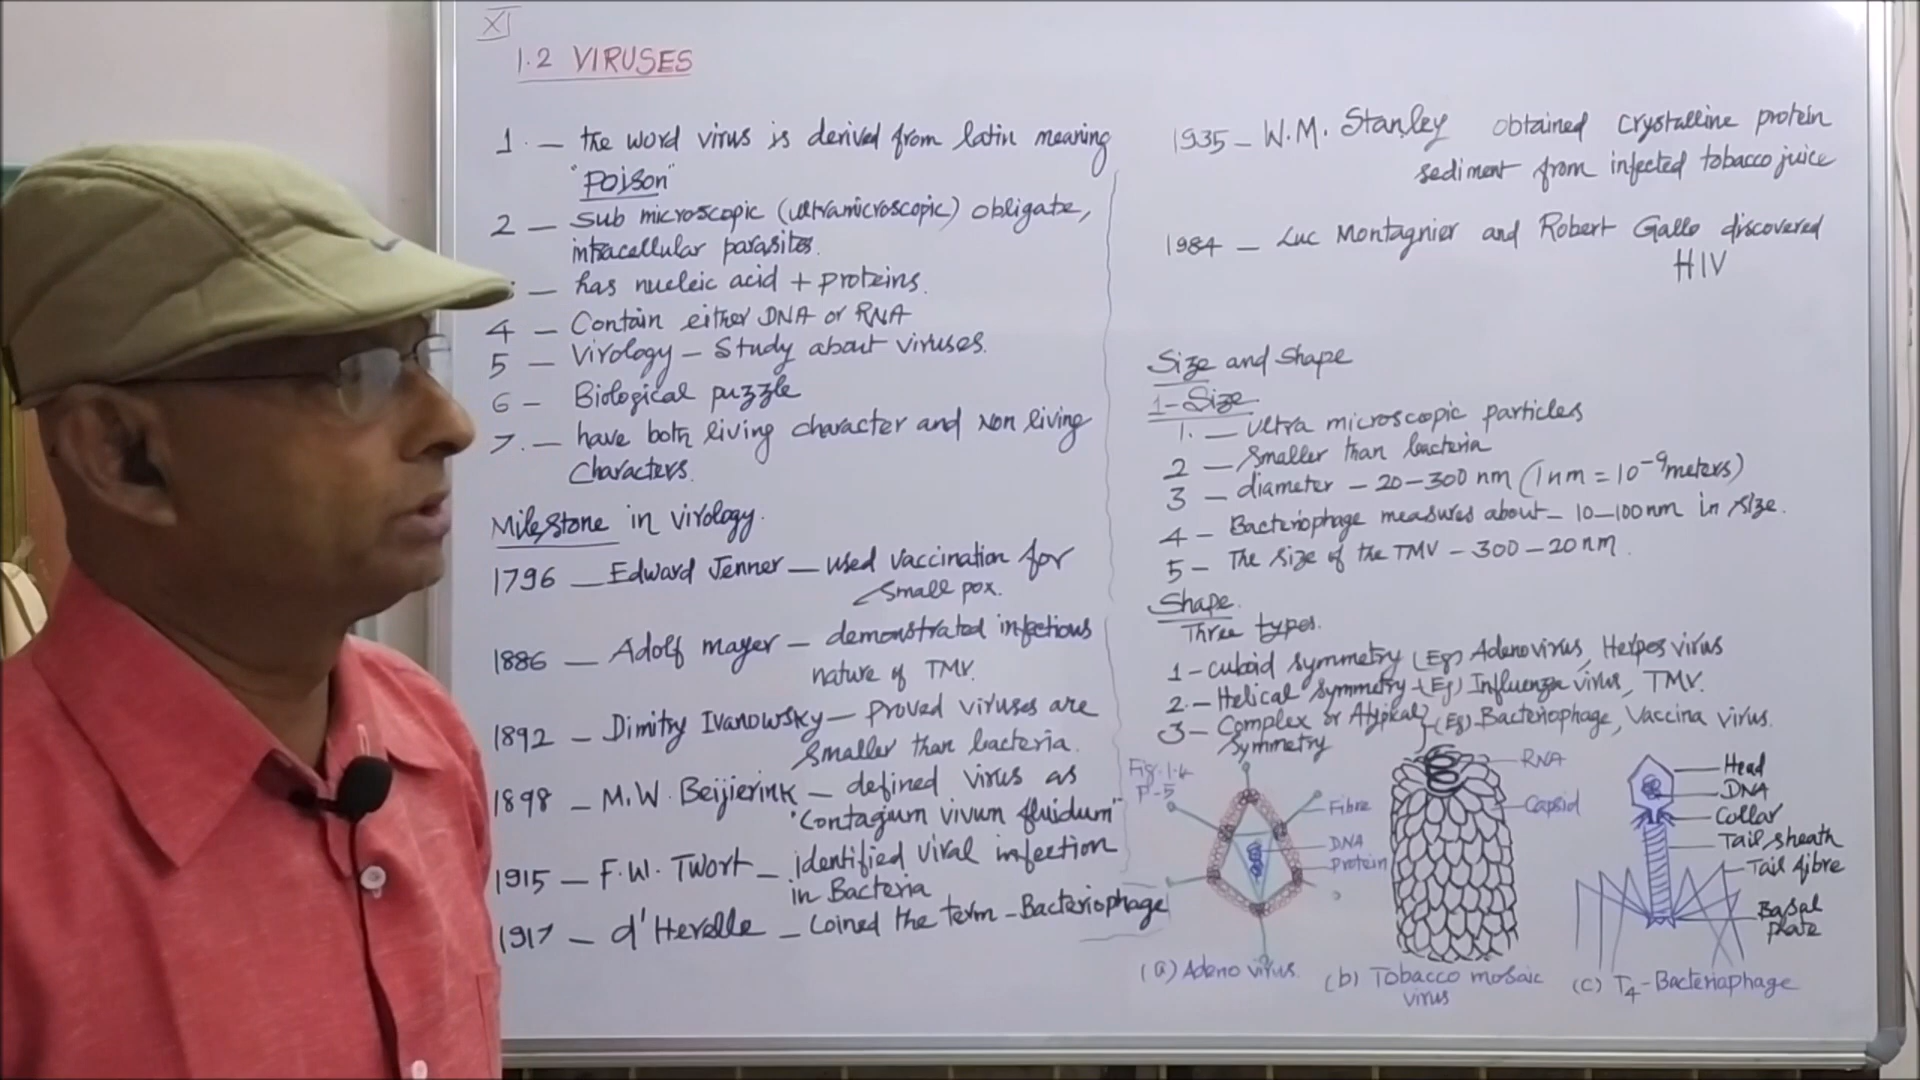 XI
1.2 VIRUSES
1. — the word virus is derived from latin meaning
"Poison"
2 — Sub microscopic (ultramicroscopic) obligate,
intracellular parasites.
— has nucleic acid + proteins.
4 — Contain either DNA or RNA
5 — Virology — Study about viruses.
6 — Biological puzzle
7. — have both living character and Non living
Characters.
Milestone in virology.
1796 — Edward Jenner — used vaccination for
Small pox.
1886 — Adolf mayer — demonstrated infectious
nature of TMV.
1892 — Dimitry Ivanowsky — Proved viruses are
Smaller than bacteria.
1898 — M.W. Beijierink — defined virus as
"Contagium vivum fluidum"
1915 — F.W. Twort — identified viral infection
in Bacteria
1917 — d'Herelle — Coined the term - Bacteriophage
1935 — W.M. Stanley obtained crystalline protein
sediment from infected tobacco juice
1984 — Luc Montagnier and Robert Gallo discovered
HIV
Size and shape
1-Size
1. — ultra microscopic particles
2 — Smaller than bacteria
3 — diameter — 20-300 nm (1nm = 10⁻⁹ meters)
4 - Bacteriophage measures about - 10-100nm in size.
5 - The size of the TMV - 300-20 nm.
Shape.
Three types.
1-Cuboid symmetry (Eg) Adenovirus, Herpes virus
2.- Helical symmetry - (Eg) Influenza virus, TMV.
3- Complex or Atypical (Eg) Bacteriophage, Vaccina virus.
Symmetry
Fig-1.4
P-5
Fibre
DNA
protein
(a) Adeno virus.
RNA
Capsid
(b) Tobacco mosaic
virus
Head
DNA
Collar
Tail sheath
Tail fibre
Basal
plate
(c) T4-Bacteriophage